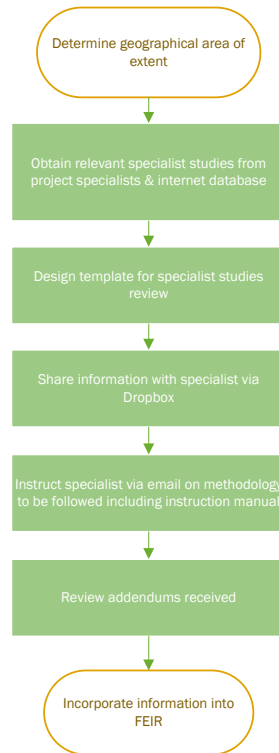 Determine geographical area of
extent
Obtain relevant specialist studies from
project specialists & internet database
Design template for specialist studies
review
Share information with specialist via
Dropbox
Instruct specialist via email on methodology
to be followed including instruction manual
Review addendums received
Incorporate information into
FEIR